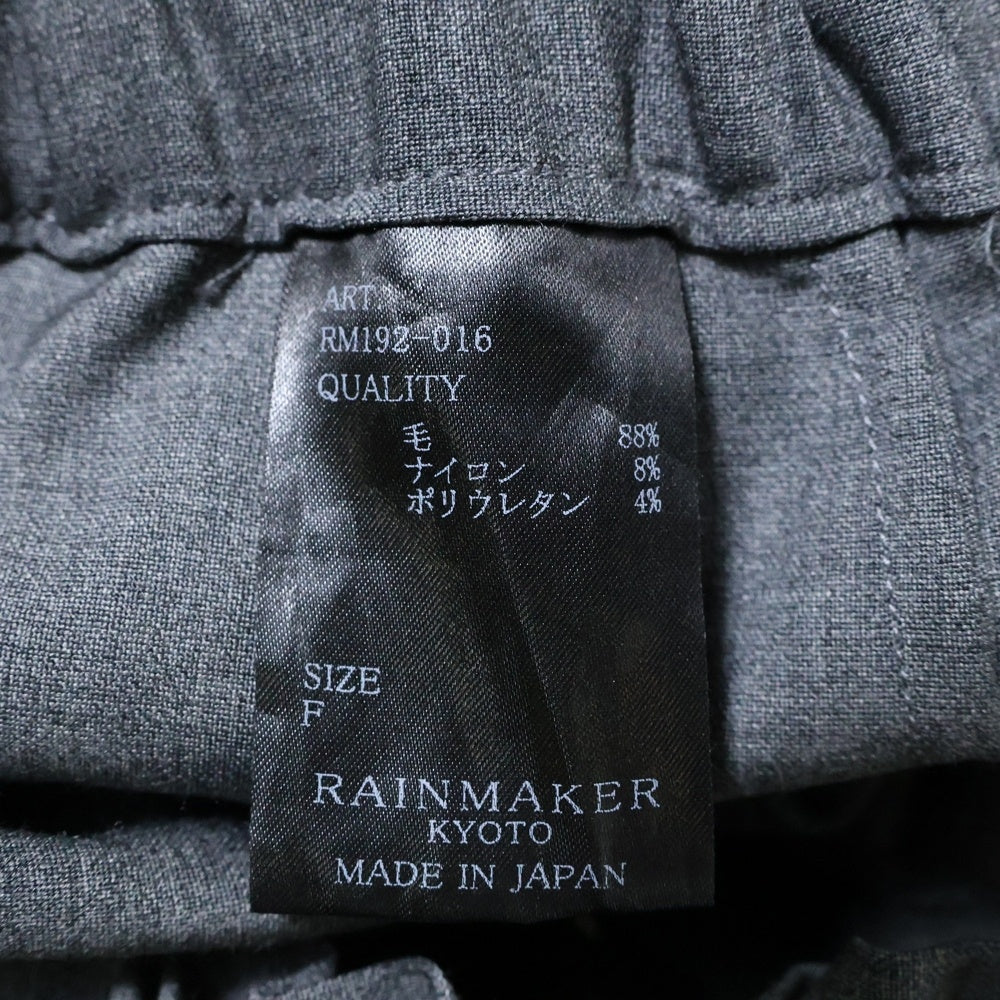 ART
RM192-016
QUALITY
毛 88%
ナイロン 8%
ポリウレタン 4%
SIZE
F
RAINMAKER
KYOTO
MADE IN JAPAN